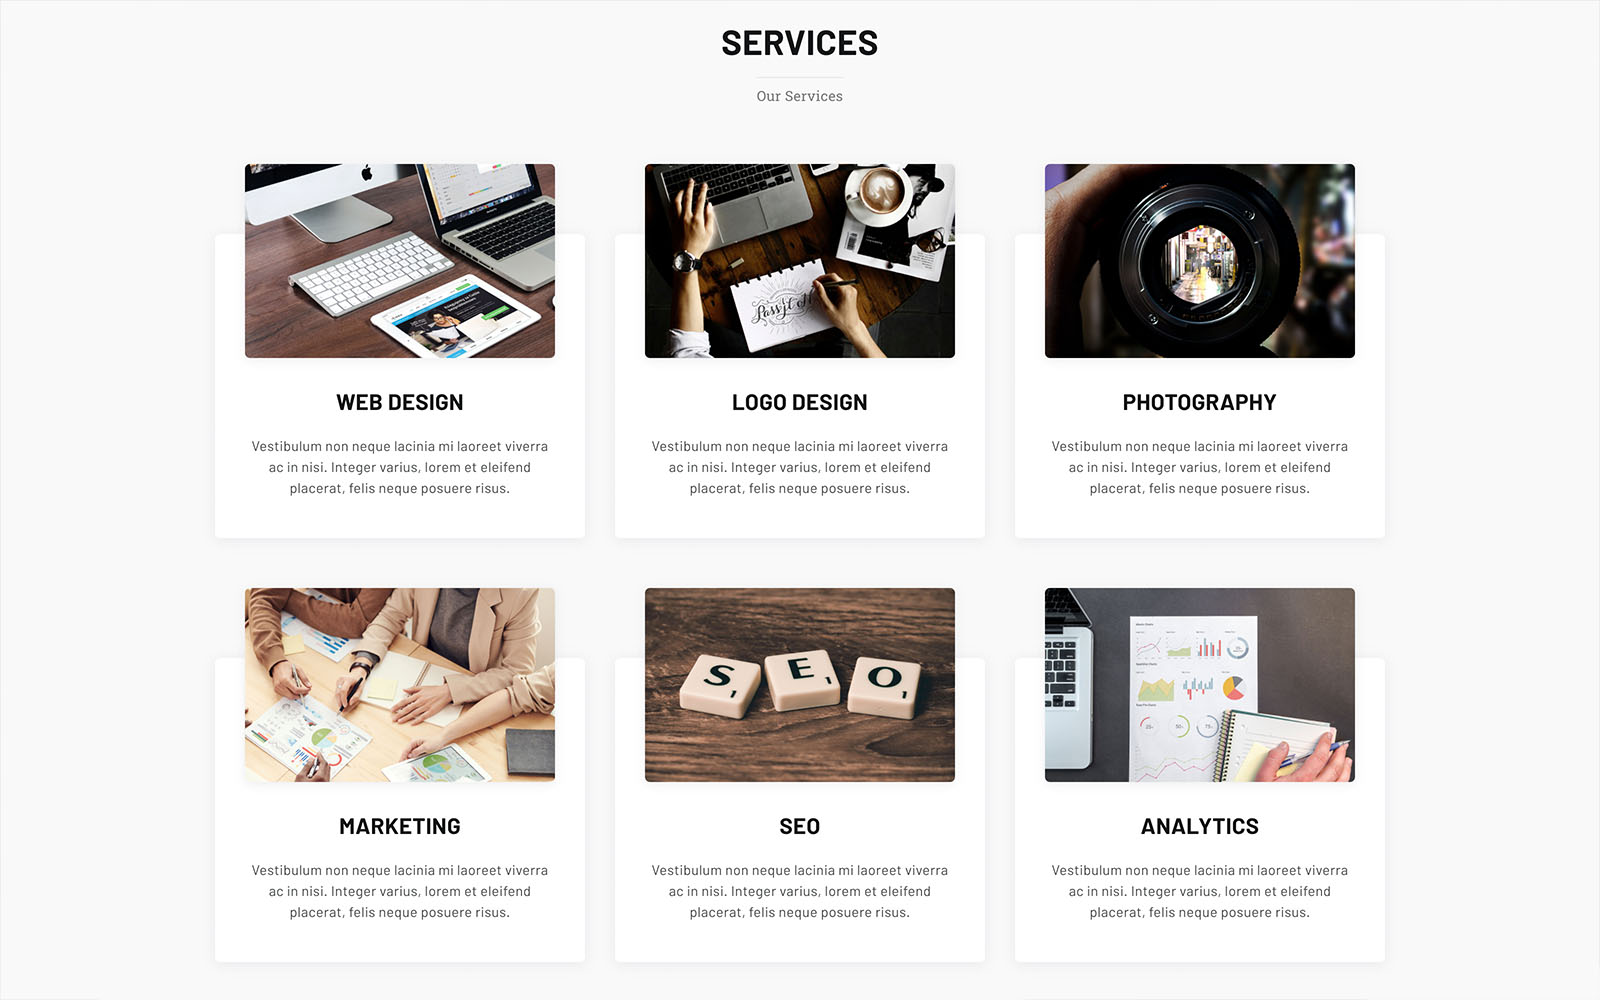 SERVICES
Our Services
WEB DESIGN
Vestibulum non neque lacinia mi laoreet viverra
ac in nisi. Integer varius, lorem et eleifend
placerat, felis neque posuere risus.
LOGO DESIGN
Vestibulum non neque lacinia mi laoreet viverra
ac in nisi. Integer varius, lorem et eleifend
placerat, felis neque posuere risus.
PHOTOGRAPHY
Vestibulum non neque lacinia mi laoreet viverra
ac in nisi. Integer varius, lorem et eleifend
placerat, felis neque posuere risus.
S1 E1 O1
MARKETING
Vestibulum non neque lacinia mi laoreet viverra
ac in nisi. Integer varius, lorem et eleifend
placerat, felis neque posuere risus.
SEO
Vestibulum non neque lacinia mi laoreet viverra
ac in nisi. Integer varius, lorem et eleifend
placerat, felis neque posuere risus.
ANALYTICS
Vestibulum non neque lacinia mi laoreet viverra
ac in nisi. Integer varius, lorem et eleifend
placerat, felis neque posuere risus.